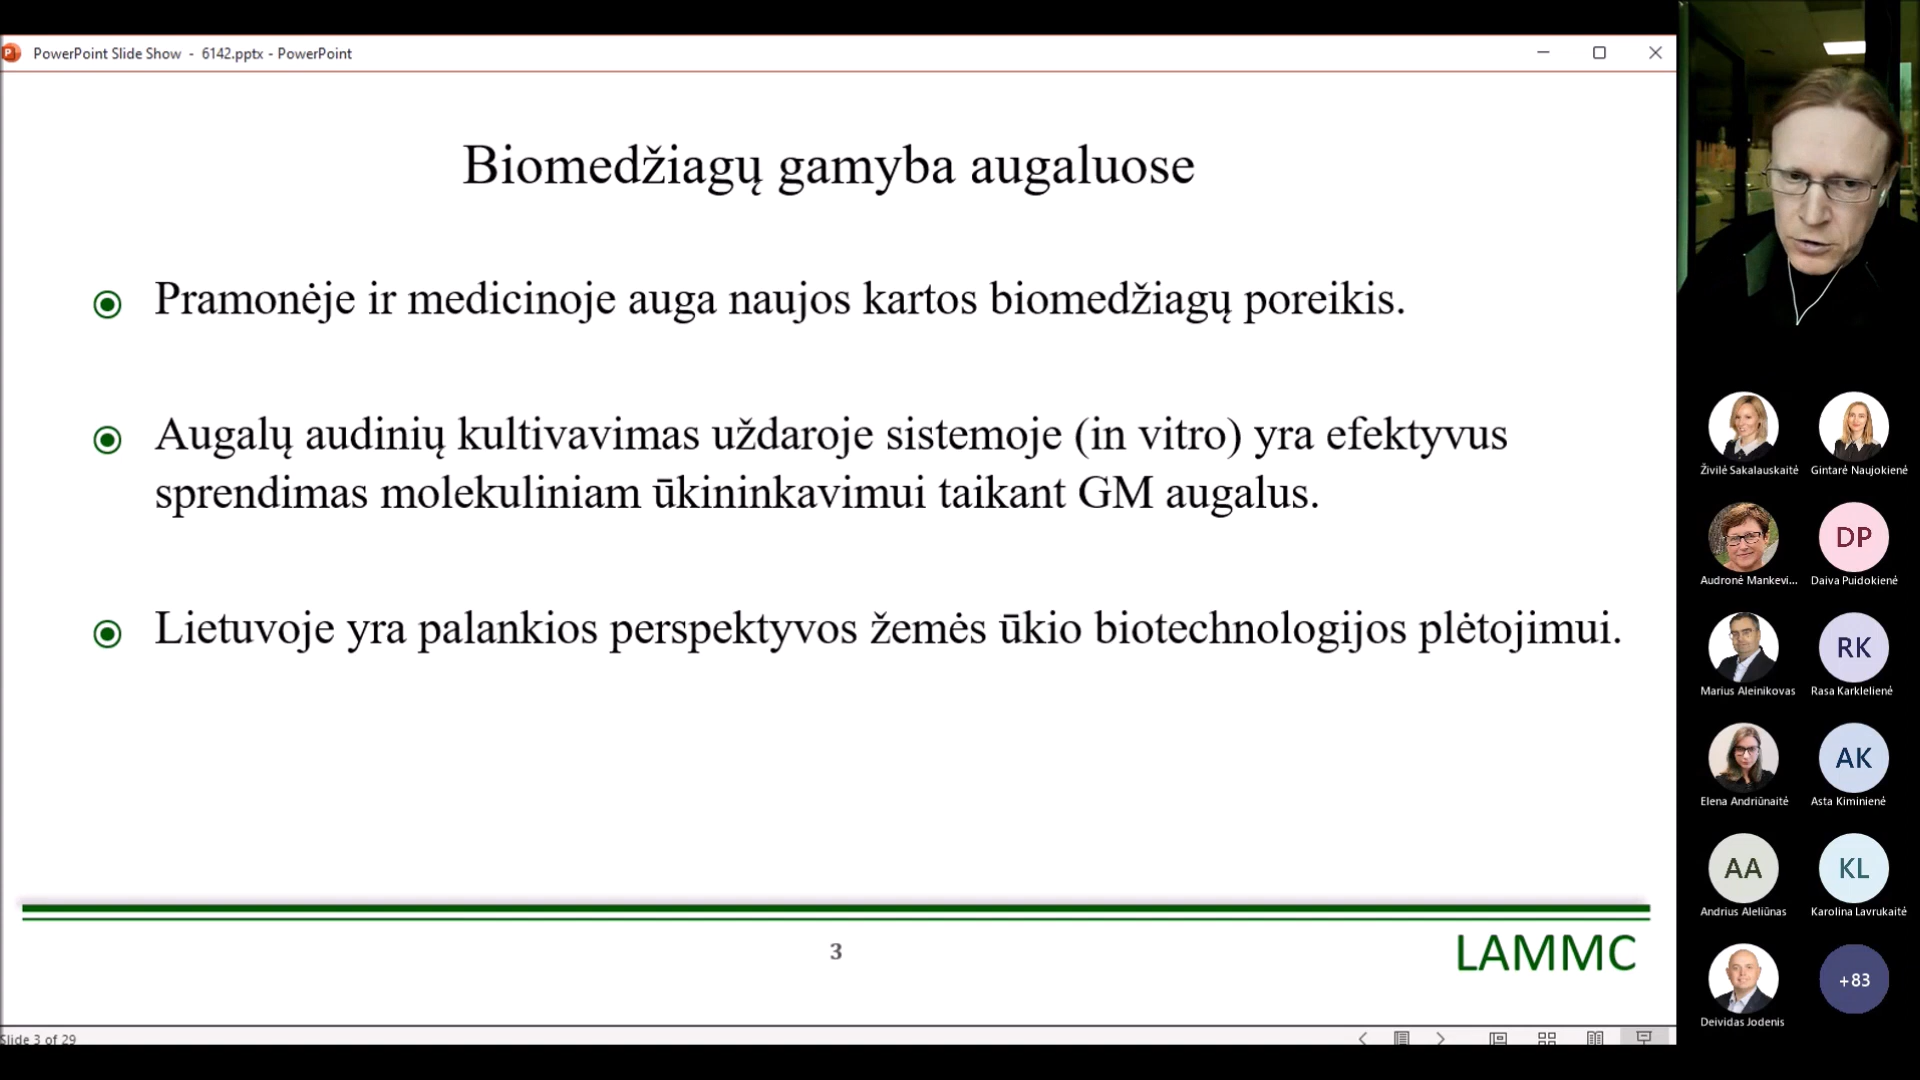 PowerPoint Slide Show - 6142.pptx - PowerPoint
Biomedžiagų gamyba augaluose
Pramonėje ir medicinoje auga naujos kartos biomedžiagų poreikis.
Augalų audinių kultivavimas uždaroje sistemoje (in vitro) yra efektyvus
sprendimas molekuliniam ūkininkavimui taikant GM augalus.
Lietuvoje yra palankios perspektyvos žemės ūkio biotechnologijos plėtojimui.
3
LAMMC
Slide 3 of 29
Živilė Sakalauskaitė
Gintarė Naujokienė
Audronė Mankevi...
DP
Daiva Puidokienė
Marius Aleinikovas
RK
Rasa Karklelienė
Elena Andriūnaitė
AK
Asta Kiminienė
AA
Andrius Aleliūnas
KL
Karolina Lavrukaitė
Deividas Jodenis
+83